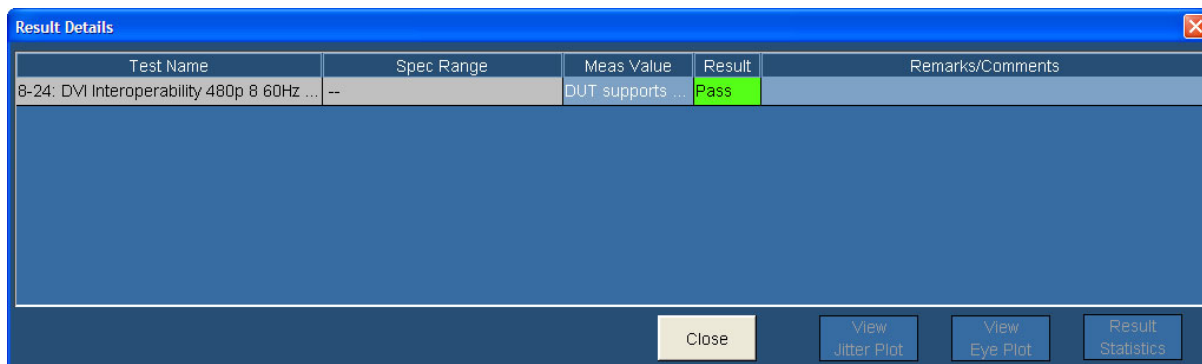 Result Details
Test Name Spec Range Meas Value Result Remarks/Comments
8-24: DVI Interoperability 480p 8 60Hz ... -- DUT supports ... Pass
Close
View Jitter Plot
View Eye Plot
Result Statistics